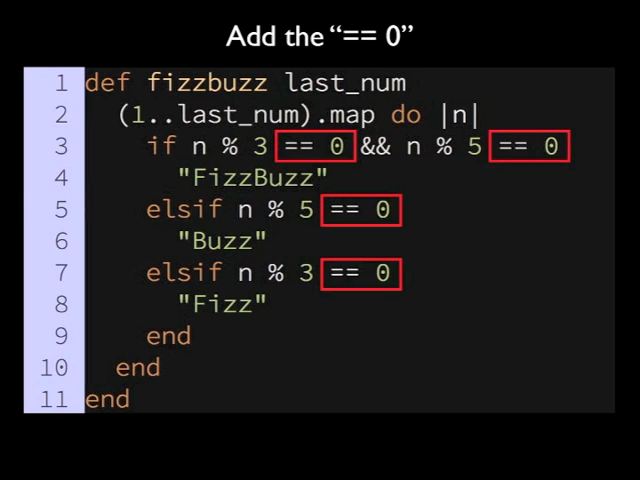 Add the “== 0”
1 def fizzbuzz last_num
2   (1..last_num).map do |n|
3     if n % 3 == 0 && n % 5 == 0
4       "FizzBuzz"
5     elsif n % 5 == 0
6       "Buzz"
7     elsif n % 3 == 0
8       "Fizz"
9     end
10   end
11 end